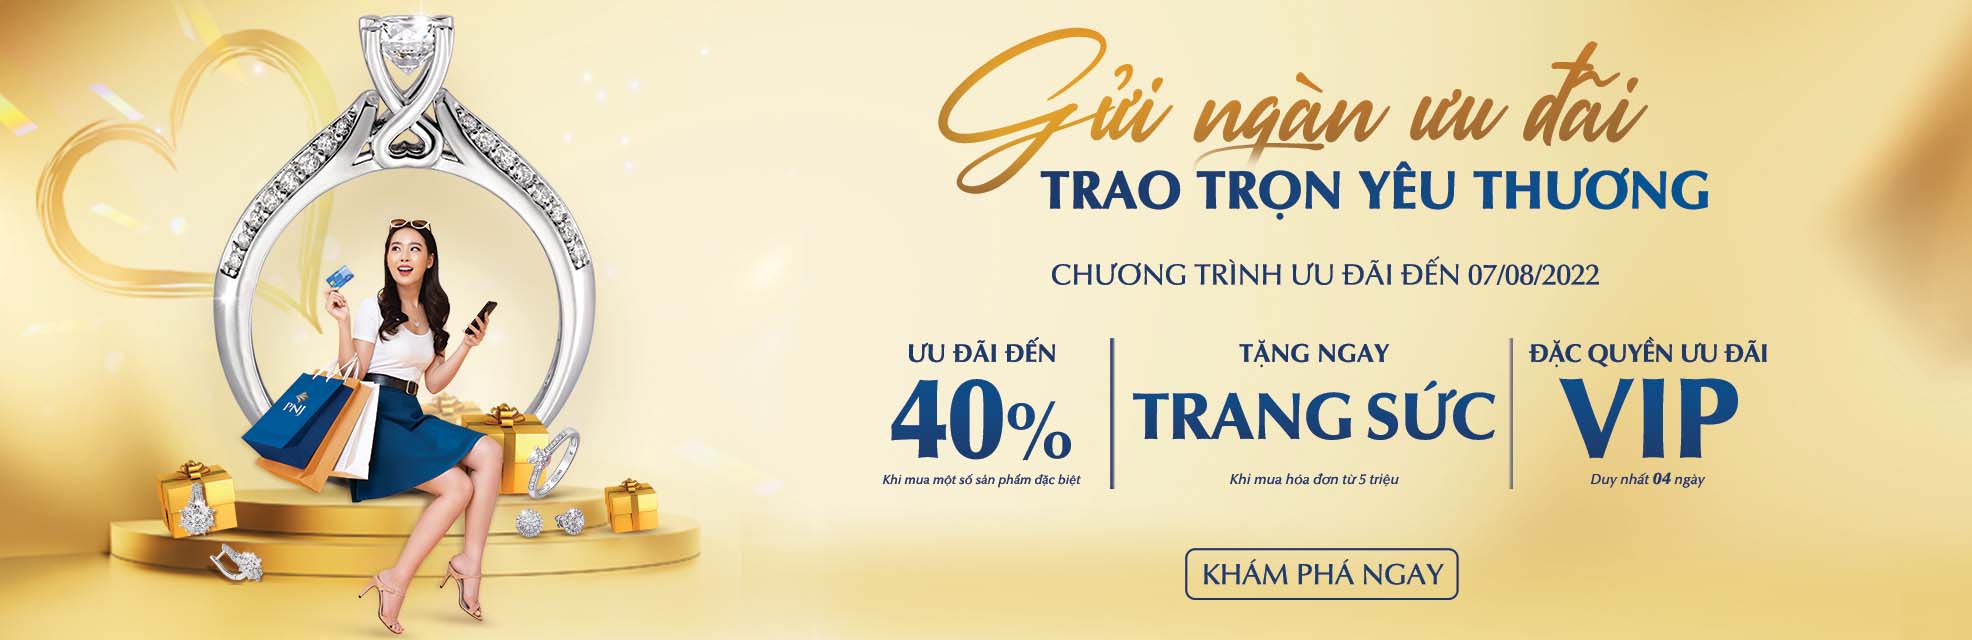 Gửi ngàn ưu đãi
TRAO TRỌN YÊU THƯƠNG
CHƯƠNG TRÌNH ƯU ĐÃI ĐẾN 07/08/2022
ƯU ĐÃI ĐẾN
40%
Khi mua một số sản phẩm đặc biệt
TẶNG NGAY
TRANG SỨC
Khi mua hóa đơn từ 5 triệu
ĐẶC QUYỀN ƯU ĐÃI
VIP
Duy nhất 04 ngày
KHÁM PHÁ NGAY
PNJ